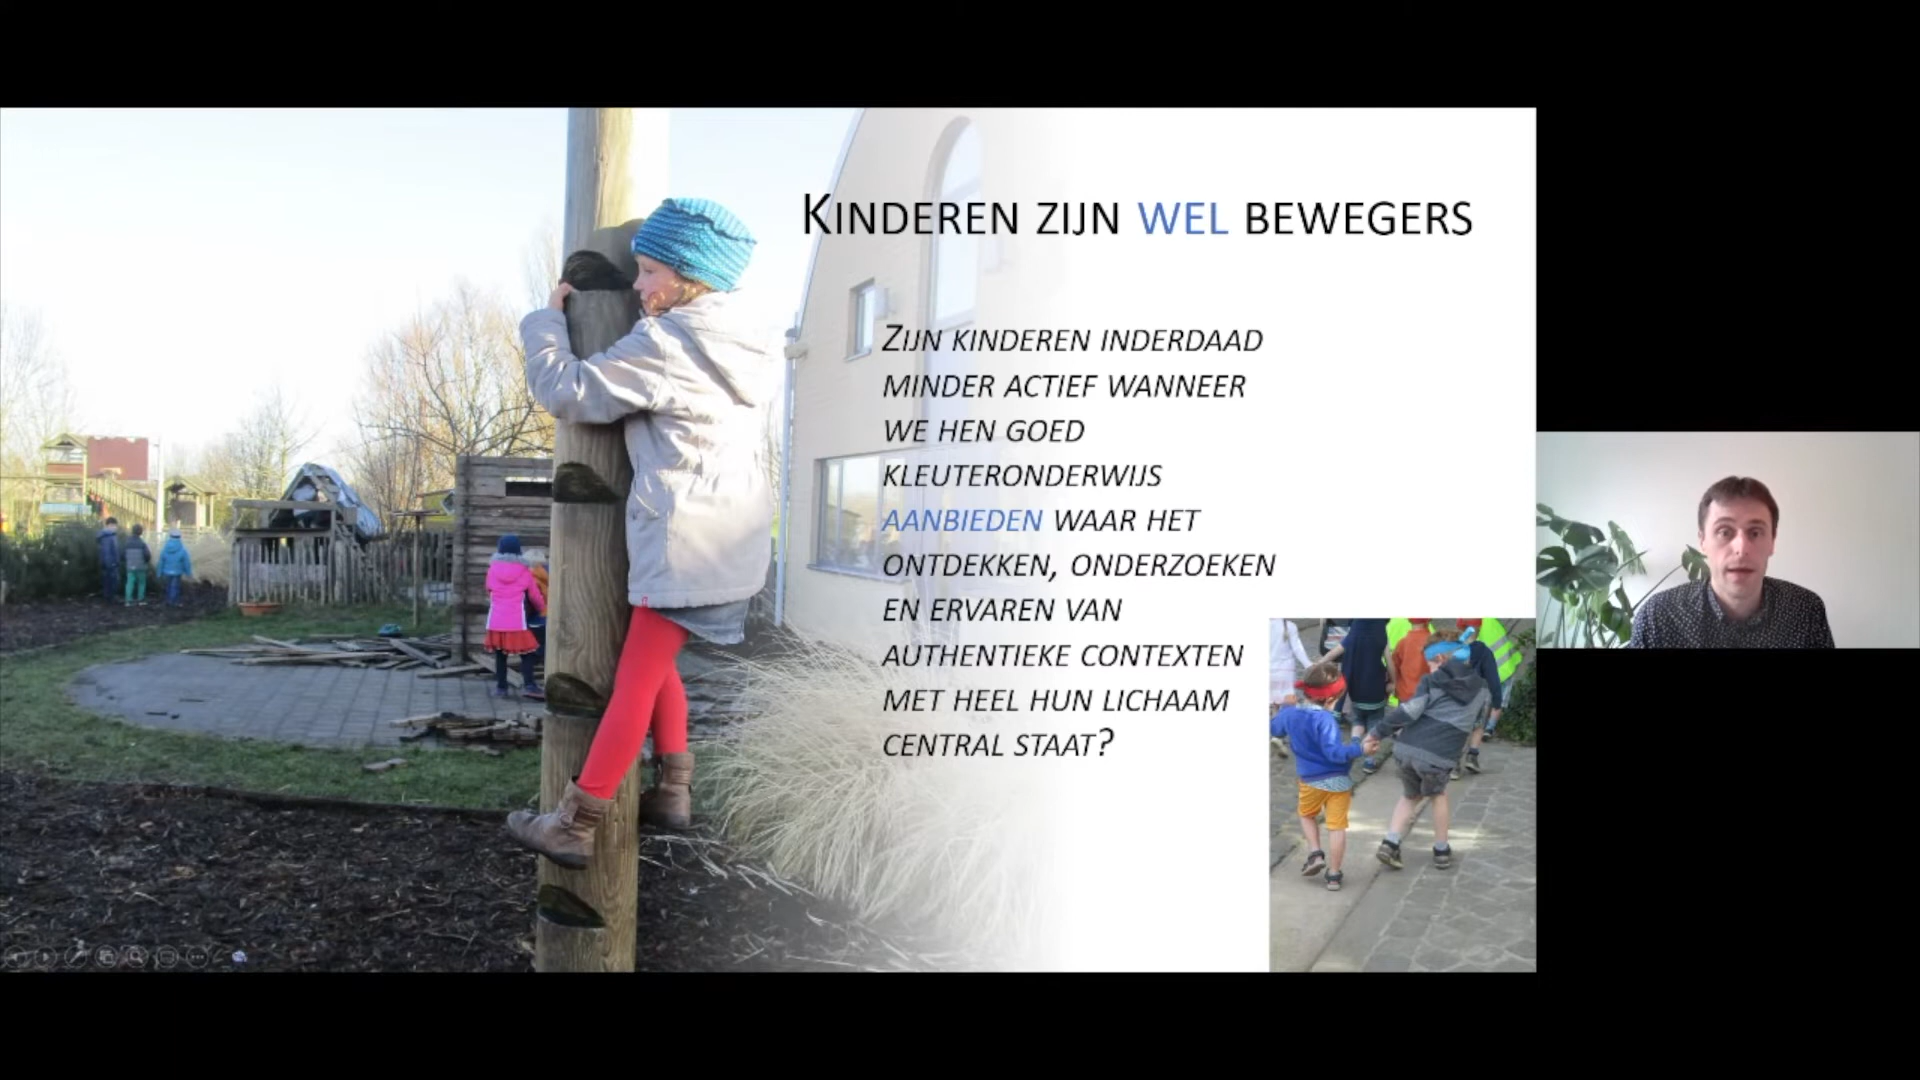 KINDEREN ZIJN WEL BEWEGERS
ZIJN KINDEREN INDERDAAD
MINDER ACTIEF WANNEER
WE HEN GOED
KLEUTERONDERWIJS
AANBIEDEN WAAR HET
ONTDEKKEN, ONDERZOEKEN
EN ERVAREN VAN
AUTHENTIEKE CONTEXTEN
MET HEEL HUN LICHAAM
CENTRAL STAAT?